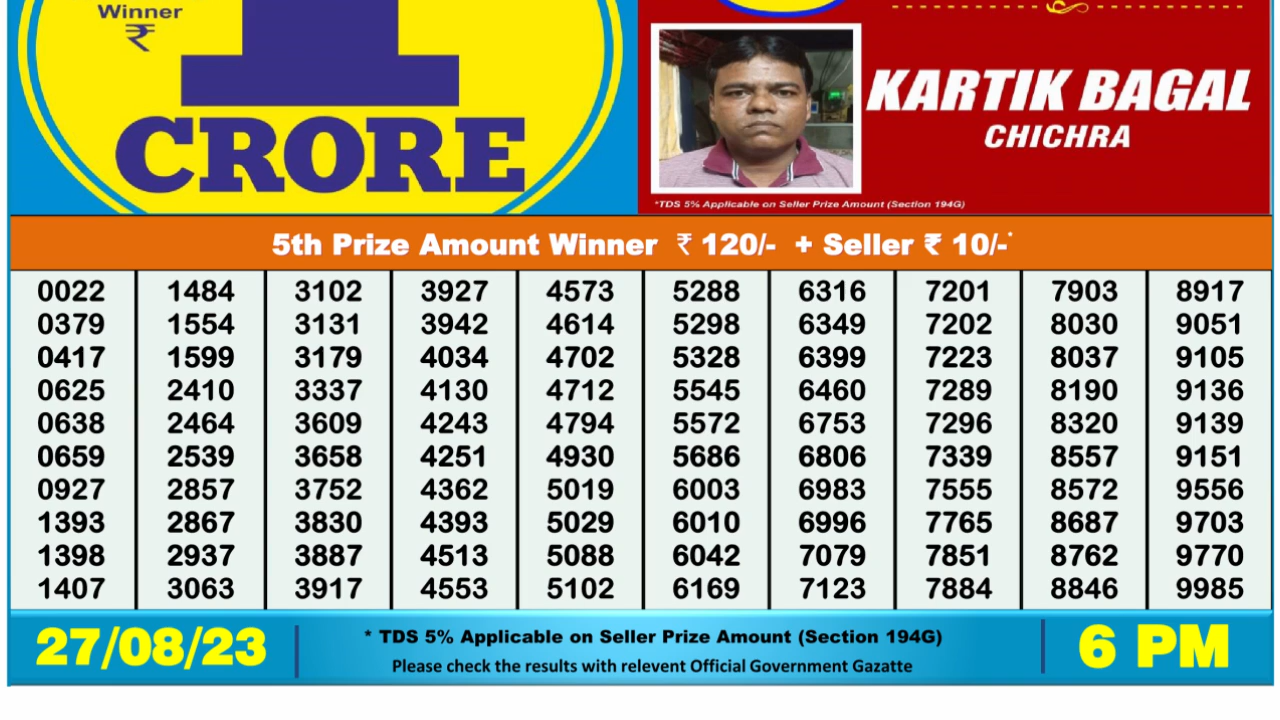 Winner
₹
1
CRORE
KARTIK BAGAL
CHICHRA
*TDS 5% Applicable on Seller Prize Amount (Section 194G)
5th Prize Amount Winner ₹ 120/- + Seller ₹ 10/-*
0022 1484 3102 3927 4573 5288 6316 7201 7903 8917
0379 1554 3131 3942 4614 5298 6349 7202 8030 9051
0417 1599 3179 4034 4702 5328 6399 7223 8037 9105
0625 2410 3337 4130 4712 5545 6460 7289 8190 9136
0638 2464 3609 4243 4794 5572 6753 7296 8320 9139
0659 2539 3658 4251 4930 5686 6806 7339 8557 9151
0927 2857 3752 4362 5019 6003 6983 7555 8572 9556
1393 2867 3830 4393 5029 6010 6996 7765 8687 9703
1398 2937 3887 4513 5088 6042 7079 7851 8762 9770
1407 3063 3917 4553 5102 6169 7123 7884 8846 9985
27/08/23
* TDS 5% Applicable on Seller Prize Amount (Section 194G)
Please check the results with relevent Official Government Gazatte
6 PM